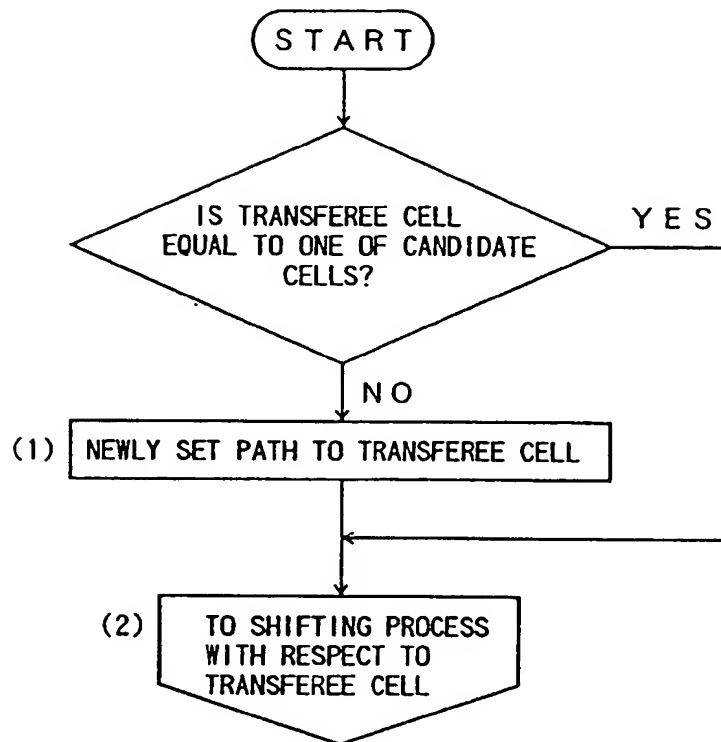 START
IS TRANSFEREE CELL
EQUAL TO ONE OF CANDIDATE
CELLS?
YES
NO
(1) NEWLY SET PATH TO TRANSFEREE CELL
(2) TO SHIFTING PROCESS
WITH RESPECT TO
TRANSFEREE CELL